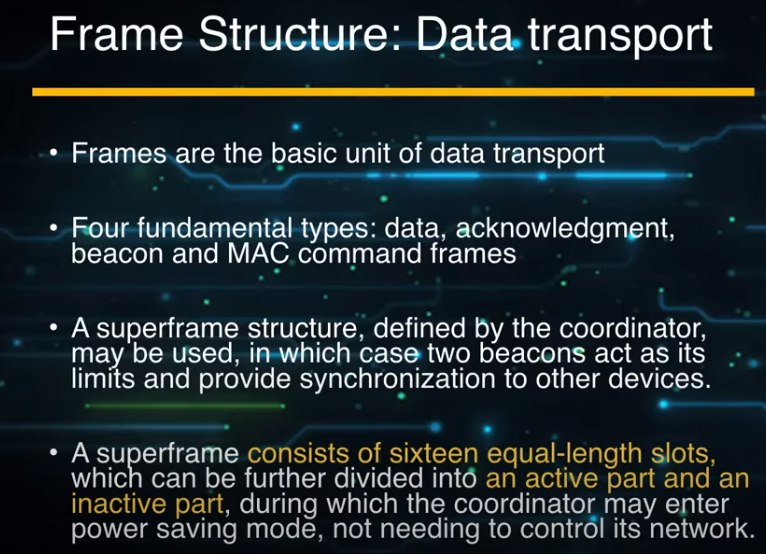 Frame Structure: Data transport
• Frames are the basic unit of data transport
• Four fundamental types: data, acknowledgment,
beacon and MAC command frames
• A superframe structure, defined by the coordinator,
may be used, in which case two beacons act as its
limits and provide synchronization to other devices.
• A superframe consists of sixteen equal-length slots,
which can be further divided into an active part and an
inactive part, during which the coordinator may enter
power saving mode, not needing to control its network.